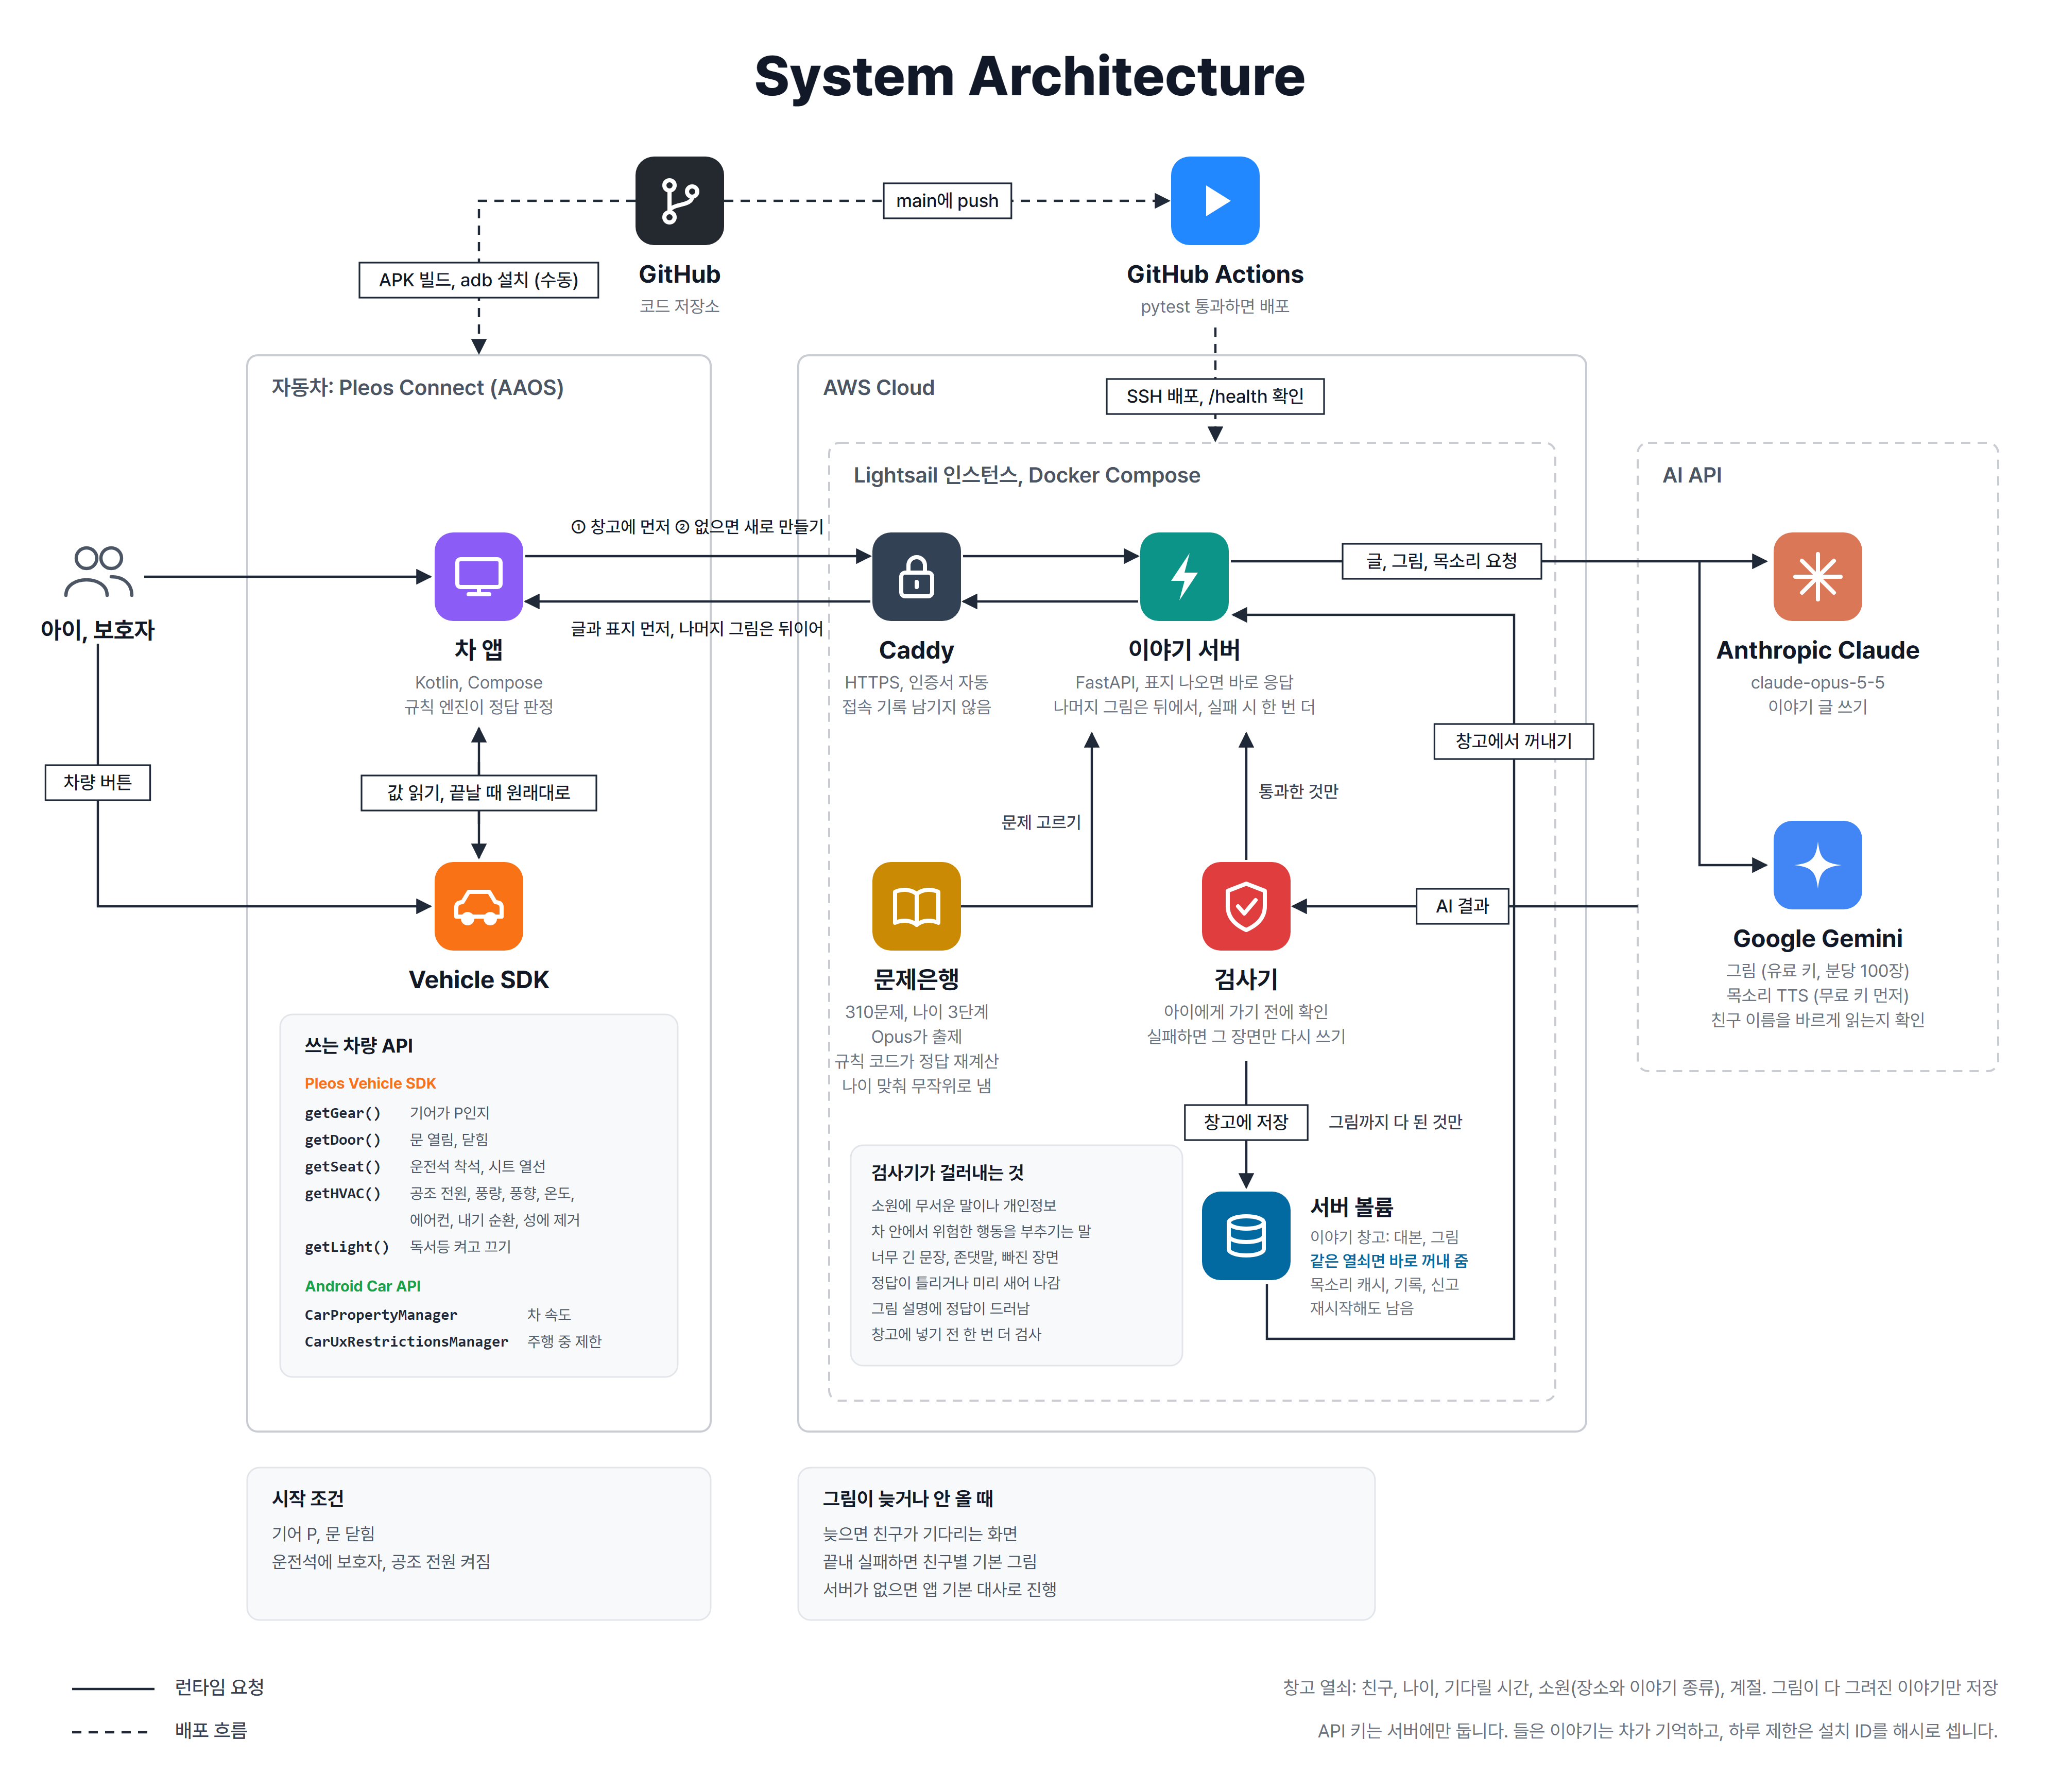 System Architecture
main에 push
APK 빌드, adb 설치 (수동)
GitHub
코드 저장소
GitHub Actions
pytest 통과하면 배포
자동차: Pleos Connect (AAOS)
AWS Cloud
SSH 배포, /health 확인
Lightsail 인스턴스, Docker Compose
AI API
① 창고에 먼저 ② 없으면 새로 만들기
글, 그림, 목소리 요청
아이, 보호자
글과 표지 먼저, 나머지 그림은 뒤이어
차 앱
Kotlin, Compose
규칙 엔진이 정답 판정
Caddy
HTTPS, 인증서 자동
접속 기록 남기지 않음
이야기 서버
FastAPI, 표지 나오면 바로 응답
나머지 그림은 뒤에서, 실패 시 한 번 더
Anthropic Claude
claude-opus-5-5
이야기 글 쓰기
창고에서 꺼내기
차량 버튼
값 읽기, 끝날 때 원래대로
문제 고르기
통과한 것만
AI 결과
Vehicle SDK
문제은행
310문제, 나이 3단계
Opus가 출제
규칙 코드가 정답 재계산
나이 맞춰 무작위로 냄
검사기
아이에게 가기 전에 확인
실패하면 그 장면만 다시 쓰기
Google Gemini
그림 (유료 키, 분당 100장)
목소리 TTS (무료 키 먼저)
친구 이름을 바르게 읽는지 확인
쓰는 차량 API
Pleos Vehicle SDK
getGear() 기어가 P인지
getDoor() 문 열림, 닫힘
getSeat() 운전석 착석, 시트 열선
getHVAC() 공조 전원, 풍량, 풍향, 온도,
에어컨, 내기 순환, 성에 제거
getLight() 독서등 켜고 끄기
Android Car API
CarPropertyManager 차 속도
CarUxRestrictionsManager 주행 중 제한
창고에 저장
그림까지 다 된 것만
검사기가 걸러내는 것
소원에 무서운 말이나 개인정보
차 안에서 위험한 행동을 부추기는 말
너무 긴 문장, 존댓말, 빠진 장면
정답이 틀리거나 미리 새어 나감
그림 설명에 정답이 드러남
창고에 넣기 전 한 번 더 검사
서버 볼륨
이야기 창고: 대본, 그림
같은 열쇠면 바로 꺼내 줌
목소리 캐시, 기록, 신고
재시작해도 남음
시작 조건
기어 P, 문 닫힘
운전석에 보호자, 공조 전원 켜짐
그림이 늦거나 안 올 때
늦으면 친구가 기다리는 화면
끝내 실패하면 친구별 기본 그림
서버가 없으면 앱 기본 대사로 진행
런타임 요청
배포 흐름
창고 열쇠: 친구, 나이, 기다릴 시간, 소원(장소와 이야기 종류), 계절. 그림이 다 그려진 이야기만 저장
API 키는 서버에만 둡니다. 들은 이야기는 차가 기억하고, 하루 제한은 설치 ID를 해시로 셉니다.